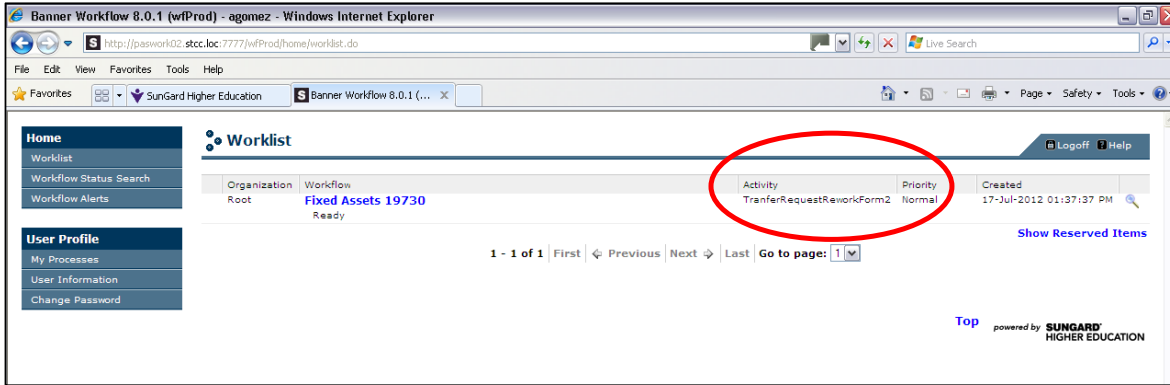 Banner Workflow 8.0.1 (wfProd) - agomez - Windows Internet Explorer
http://paswork02.stcc.loc:7777/wfProd/home/worklist.do
Live Search
File Edit View Favorites Tools Help
Favorites
SunGard Higher Education
Banner Workflow 8.0.1 (...
Page
Safety
Tools
Home
Worklist
Workflow Status Search
Workflow Alerts
User Profile
My Processes
User Information
Change Password
Worklist
Logoff Help
Organization Workflow Activity Priority Created
Root Fixed Assets 19730 TranferRequestReworkForm2 Normal 17-Jul-2012 01:37:37 PM
Ready
Show Reserved Items
1 - 1 of 1 First Previous Next Last Go to page: 1
Top
powered by SUNGARD
HIGHER EDUCATION